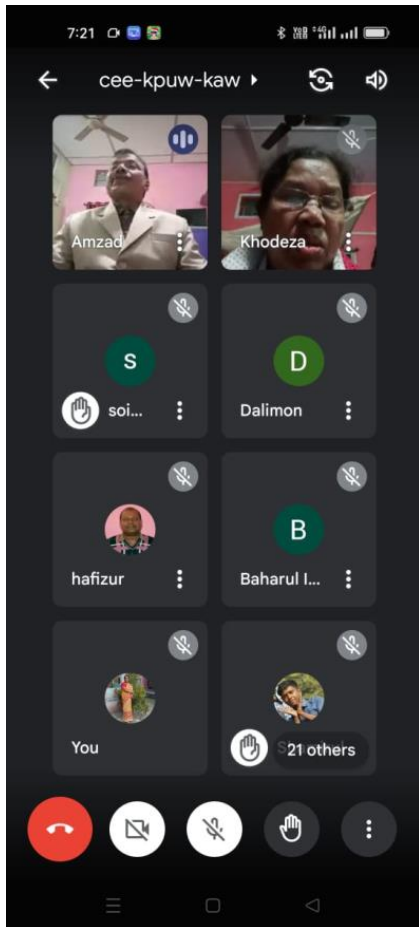 7:21
cee-kpuw-kaw
Amzad
Khodeza
S
soi...
D
Dalimon
hafizur
B
Baharul I...
You
21 others